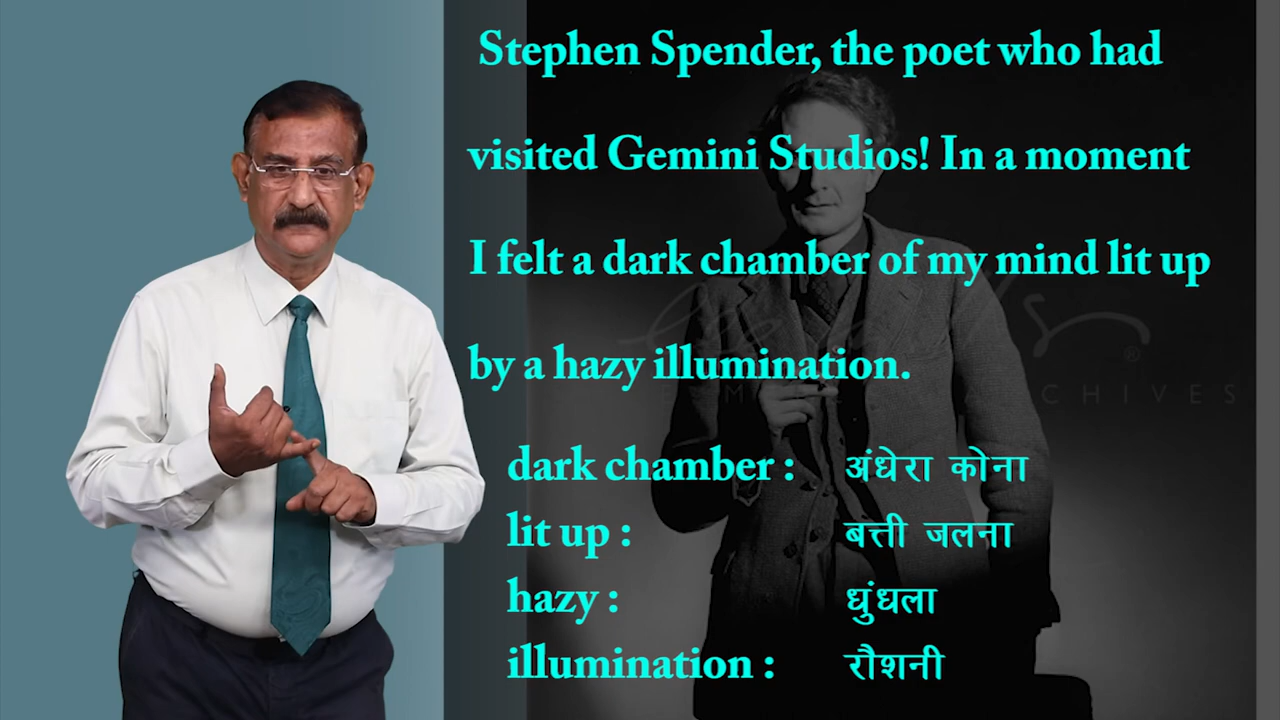 Stephen Spender, the poet who had
visited Gemini Studios! In a moment
I felt a dark chamber of my mind lit up
by a hazy illumination.
dark chamber : अंधेरा कोना
lit up : बत्ती जलना
hazy : धुंधला
illumination : रौशनी
ARCHIVES
®